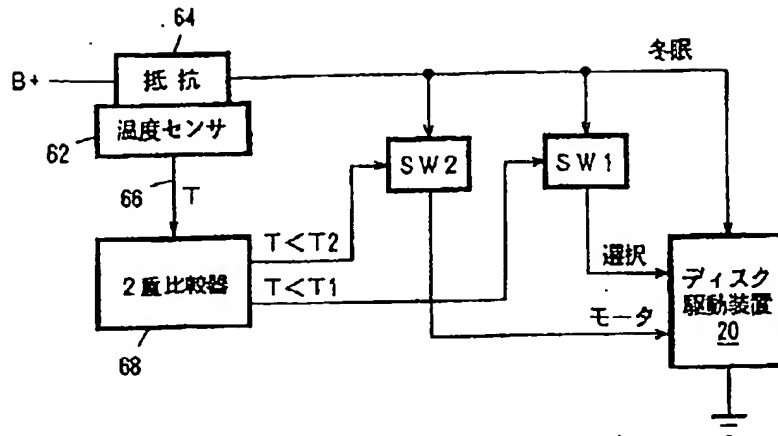 64
B+
抵抗
冬眠
温度センサ
62
SW2
SW1
66
T
T<T2
選択
2重比較器
T<T1
ディスク
駆動装置
20
モータ
68